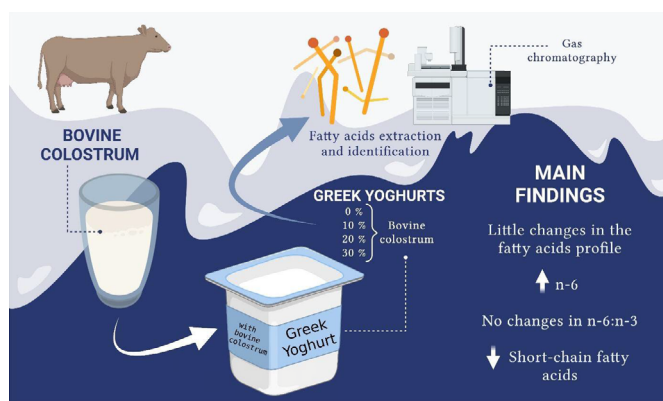 Gas
chromatography
BOVINE
COLOSTRUM
Fatty acids extraction
and identification
GREEK YOGHURTS
0 %
10 %
20 %
30 %
Bovine
colostrum
with
bovine
colostrum
Greek
Yoghurt
MAIN
FINDINGS
Little changes in the
fatty acids profile
n-6
No changes in n-6:n-3
Short-chain fatty
acids